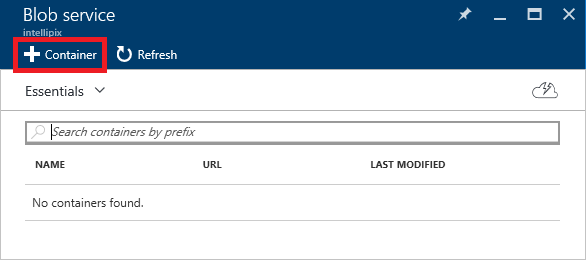 Blob service
intellipix
Container
Refresh
Essentials
Search containers by prefix
NAME URL LAST MODIFIED
No containers found.